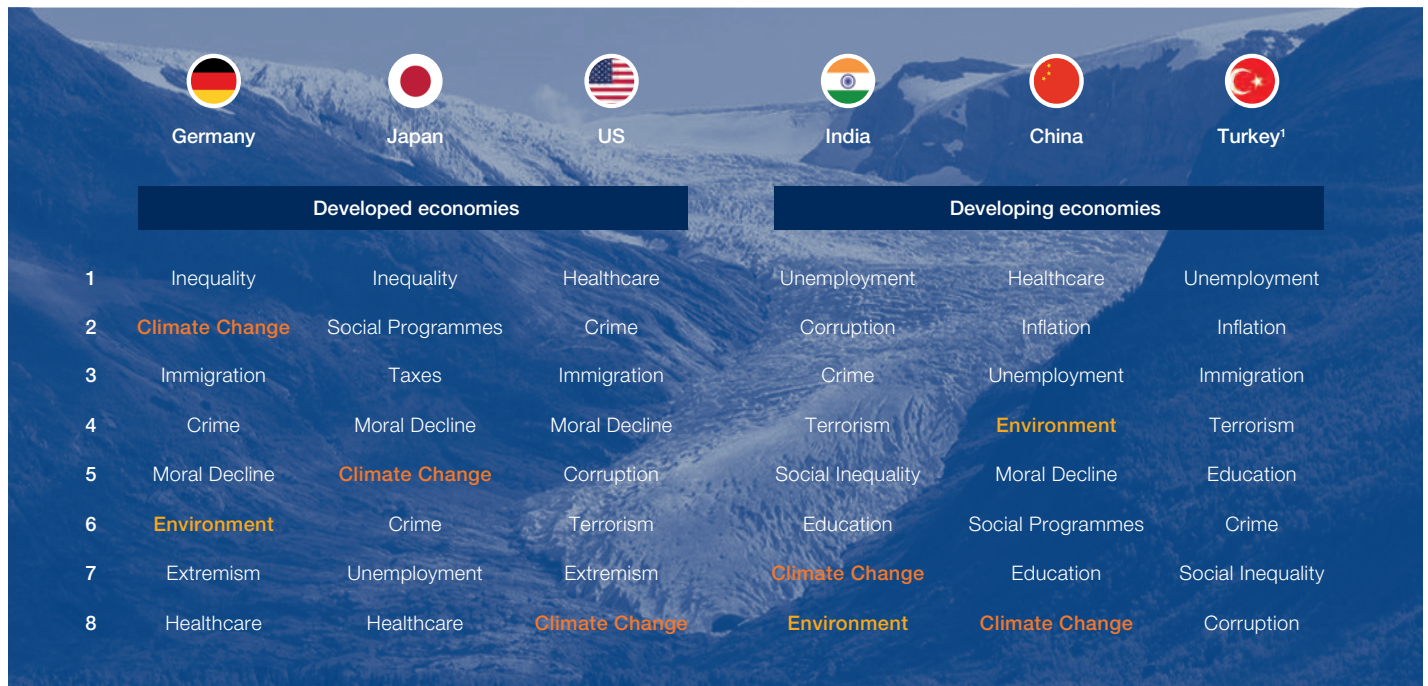 Germany Japan US India China Turkey¹
Developed economies Developing economies
1 Inequality Inequality Healthcare Unemployment Healthcare Unemployment
2 Climate Change Social Programmes Crime Corruption Inflation Inflation
3 Immigration Taxes Immigration Crime Unemployment Immigration
4 Crime Moral Decline Moral Decline Terrorism Environment Terrorism
5 Moral Decline Climate Change Corruption Social Inequality Moral Decline Education
6 Environment Crime Terrorism Education Social Programmes Crime
7 Extremism Unemployment Extremism Climate Change Education Social Inequality
8 Healthcare Healthcare Climate Change Environment Climate Change Corruption